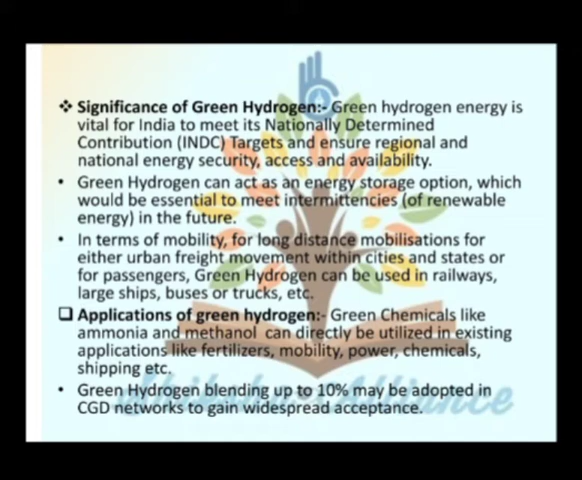 ❖ Significance of Green Hydrogen:- Green hydrogen energy is
vital for India to meet its Nationally Determined
Contribution (INDC) Targets and ensure regional and
national energy security, access and availability.
• Green Hydrogen can act as an energy storage option, which
would be essential to meet intermittencies (of renewable
energy) in the future.
• In terms of mobility, for long distance mobilisations for
either urban freight movement within cities and states or
for passengers, Green Hydrogen can be used in railways,
large ships, buses or trucks, etc.
❑ Applications of green hydrogen:- Green Chemicals like
ammonia and methanol can directly be utilized in existing
applications like fertilizers, mobility, power, chemicals,
shipping etc.
• Green Hydrogen blending up to 10% may be adopted in
CGD networks to gain widespread acceptance.
Alliance